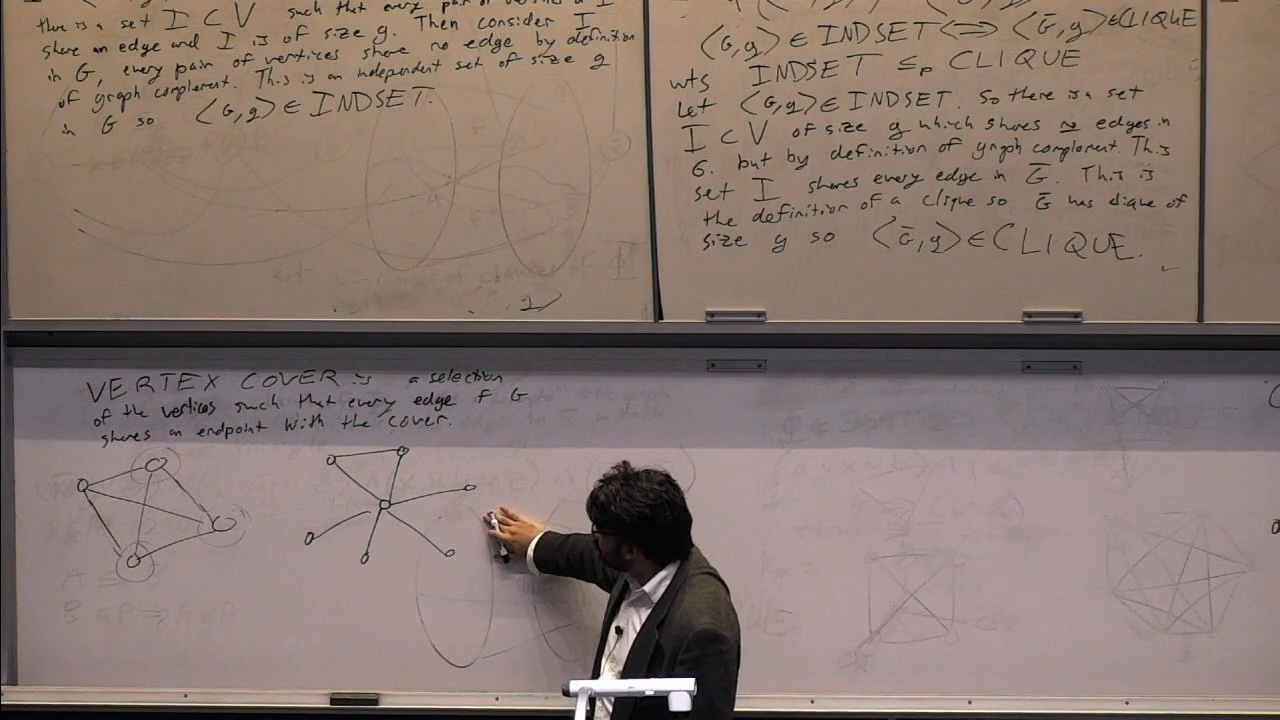 there is a set I ⊂ V such that every pair of vertices
share an edge and I is of size g. Then consider I
in G, every pair of vertices share no edge by definition
of graph complement. This is an independent set of size g
in G so ⟨G,g⟩ ∈ INDSET.
g⟩
⟨G,g⟩ ∈ INDSET ⟺ ⟨Ḡ,g⟩ ∈ CLIQUE
wts INDSET ≤p CLIQUE
Let ⟨G,g⟩ ∈ INDSET. So there is a set
I ⊂ V of size g which shares no edges in
G. but by definition of graph complement. This
set I shares every edge in Ḡ. This is
the definition of a clique so Ḡ has clique of
size g so ⟨Ḡ,g⟩ ∈ CLIQUE.
VERTEX COVER is a selection
of the vertices such that every edge of G
shares an endpoint with the cover.